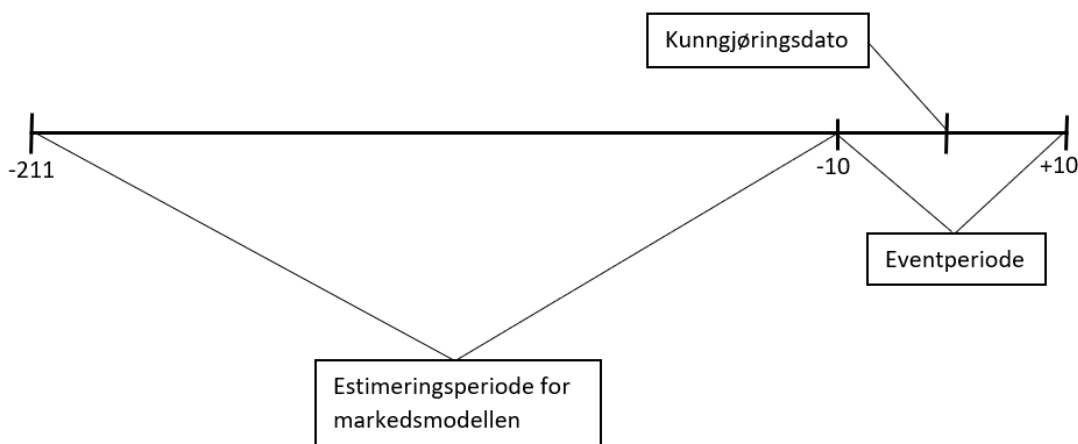 Kunngjøringsdato
-211
-10
+10
Eventperiode
Estimeringsperiode for
markedsmodellen